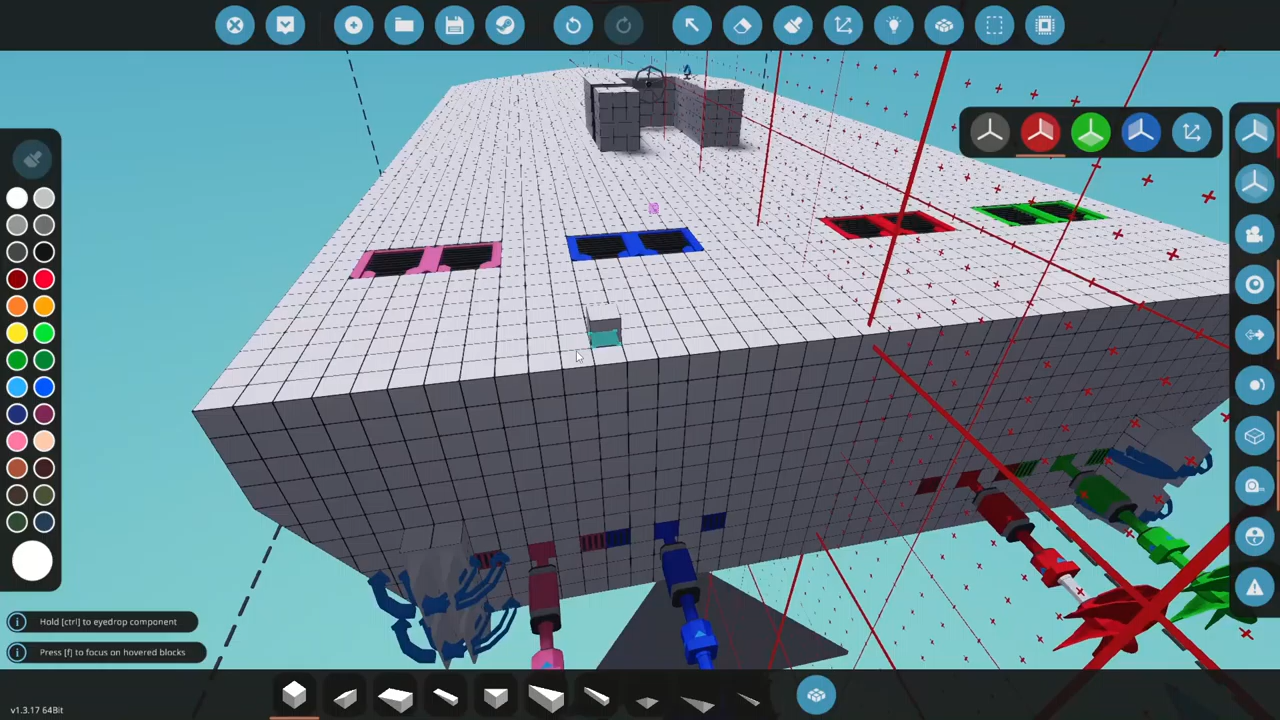 Hold [ctrl] to eyedrop component
Press [f] to focus on hovered blocks
v1.3.17 64Bit